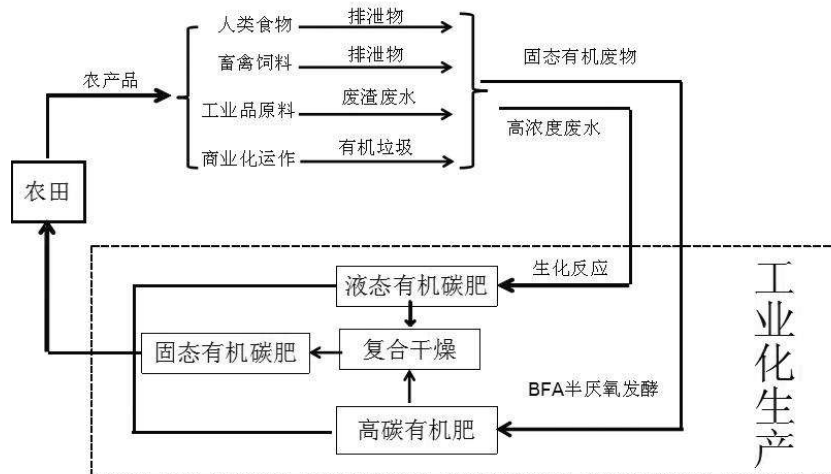 人类食物
排泄物
畜禽饲料
排泄物
固态有机废物
农产品
工业品原料
废渣废水
高浓度废水
商业化运作
有机垃圾
农田
生化反应
液态有机碳肥
固态有机碳肥
复合干燥
BFA半厌氧发酵
高碳有机肥
工业化生产